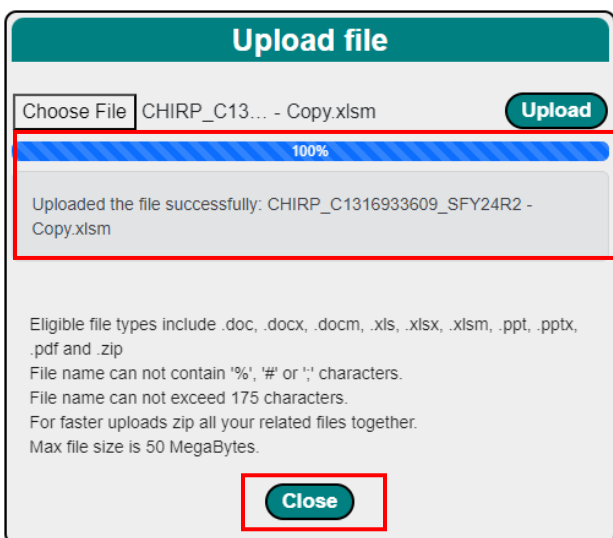 Upload file
Choose File CHIRP_C13... - Copy.xlsm Upload
100%
Uploaded the file successfully: CHIRP_C1316933609_SFY24R2 -
Copy.xlsm
Eligible file types include .doc, .docx, .docm, .xls, .xlsx, .xlsm, .ppt, .pptx,
.pdf and .zip
File name can not contain '%', '#' or ';' characters.
File name can not exceed 175 characters.
For faster uploads zip all your related files together.
Max file size is 50 MegaBytes.
Close